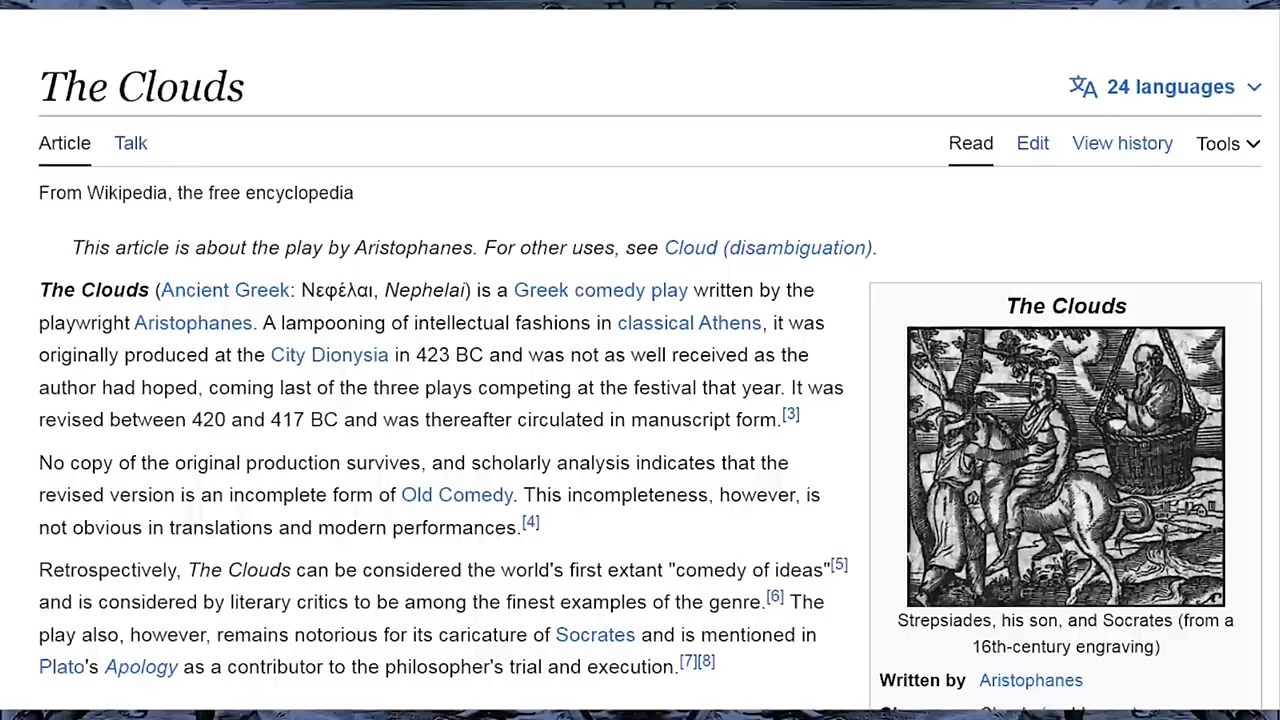 The Clouds
24 languages
Article Talk Read Edit View history Tools
From Wikipedia, the free encyclopedia
This article is about the play by Aristophanes. For other uses, see Cloud (disambiguation).
The Clouds (Ancient Greek: Νεφέλαι, Nephelai) is a Greek comedy play written by the
playwright Aristophanes. A lampooning of intellectual fashions in classical Athens, it was
originally produced at the City Dionysia in 423 BC and was not as well received as the
author had hoped, coming last of the three plays competing at the festival that year. It was
revised between 420 and 417 BC and was thereafter circulated in manuscript form.[3]
No copy of the original production survives, and scholarly analysis indicates that the
revised version is an incomplete form of Old Comedy. This incompleteness, however, is
not obvious in translations and modern performances.[4]
Retrospectively, The Clouds can be considered the world's first extant "comedy of ideas"[5]
and is considered by literary critics to be among the finest examples of the genre.[6] The
play also, however, remains notorious for its caricature of Socrates and is mentioned in
Plato's Apology as a contributor to the philosopher's trial and execution.[7][8]
The Clouds
Strepsiades, his son, and Socrates (from a
16th-century engraving)
Written by Aristophanes